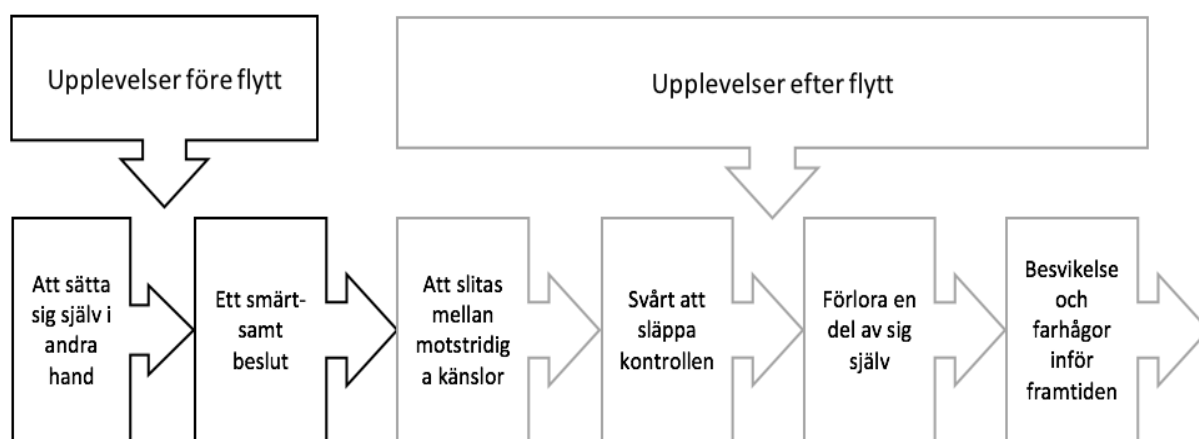 Upplevelser före flytt
Upplevelser efter flytt
Att sätta
sig själv i
andra
hand
Ett smärt-
samt
beslut
Att slitas
mellan
motstridig
a känslor
Svårt att
släppa
kontrollen
Förlora en
del av sig
själv
Besvikelse
och
farhågor
inför
framtiden